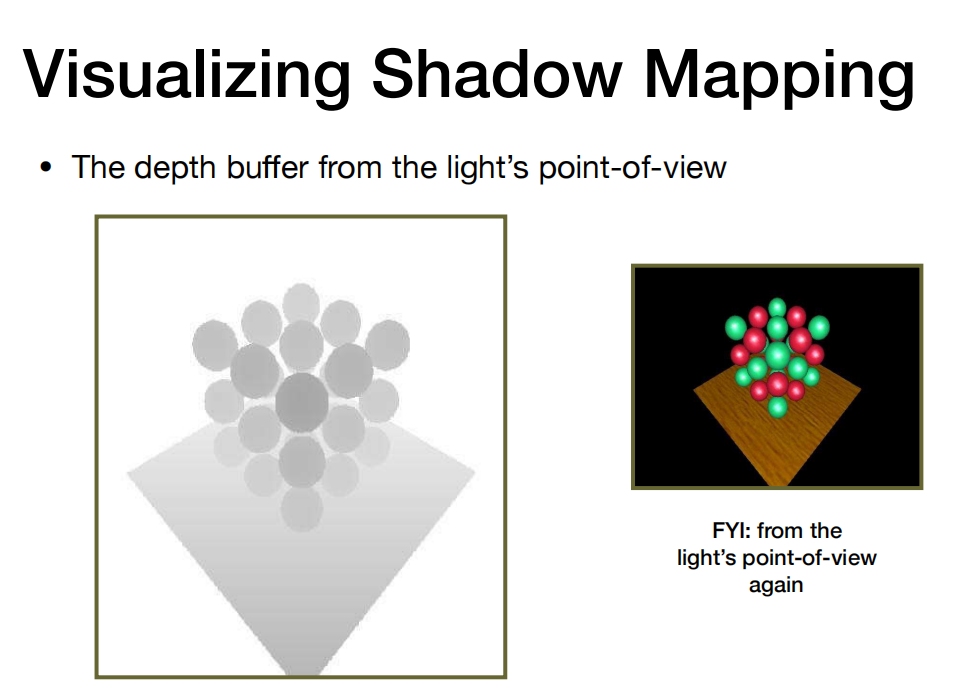 Visualizing Shadow Mapping
• The depth buffer from the light’s point-of-view
FYI: from the
light’s point-of-view
again